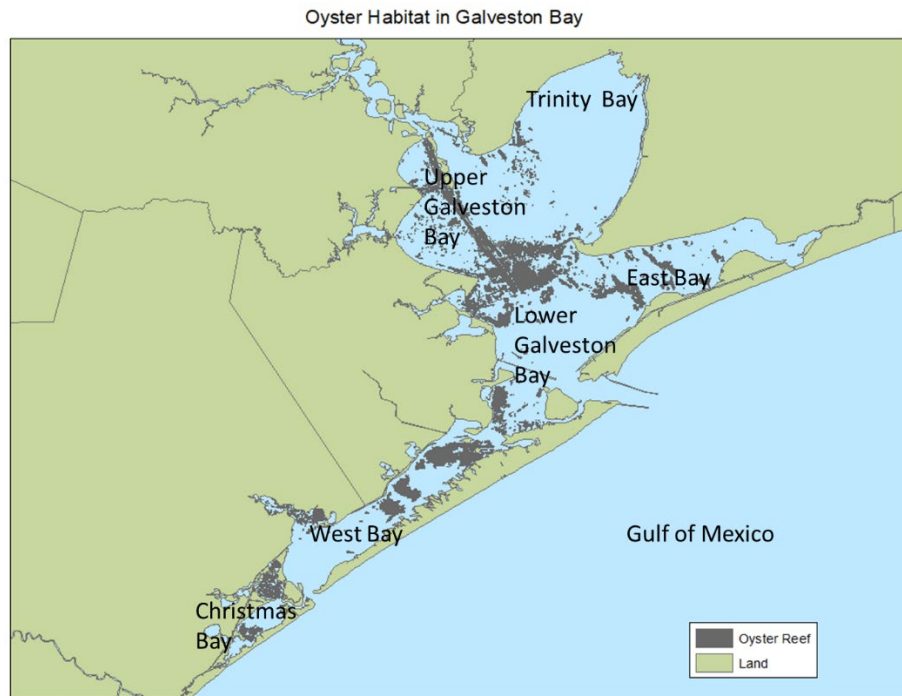 Oyster Habitat in Galveston Bay
Trinity Bay
Upper
Galveston
Bay
East Bay
Lower
Galveston
Bay
West Bay
Gulf of Mexico
Christmas
Bay
Oyster Reef
Land